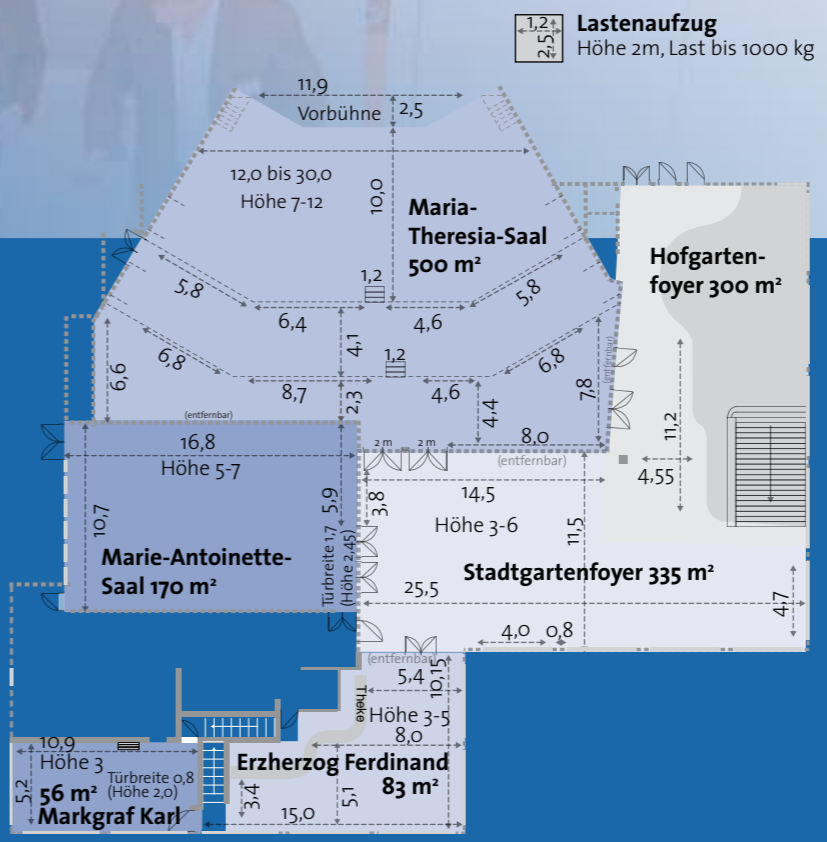 1,2
2,5
Lastenaufzug
Höhe 2m, Last bis 1000 kg
11,9
Vorbühne
2,5
12,0 bis 30,0
Höhe 7-12
10,0
Maria-
Theresia-Saal
500 m²
Hofgarten-
foyer 300 m²
5,8
1,2
5,8
6,4
4,6
4,1
6,6
6,8
1,2
6,8
(entfernbar)
7,8
8,7
2,3
4,6
4,4
11,2
(entfernbar)
16,8
Höhe 5-7
2 m
2 m
8,0
(entfernbar)
4,55
10,7
5,9
3,8
14,5
Höhe 3-6
11,5
Marie-Antoinette-
Saal 170 m²
Türbreite 1,7
(Höhe 2,45)
Stadtgartenfoyer 335 m²
25,5
4,7
4,0
0,8
(entfernbar)
10,15
5,4
Theke
Höhe 3-5
8,0
10,9
Höhe 3
5,2
Türbreite 0,8
(Höhe 2,0)
56 m²
Markgraf Karl
Erzherzog Ferdinand
83 m²
3,4
5,1
15,0